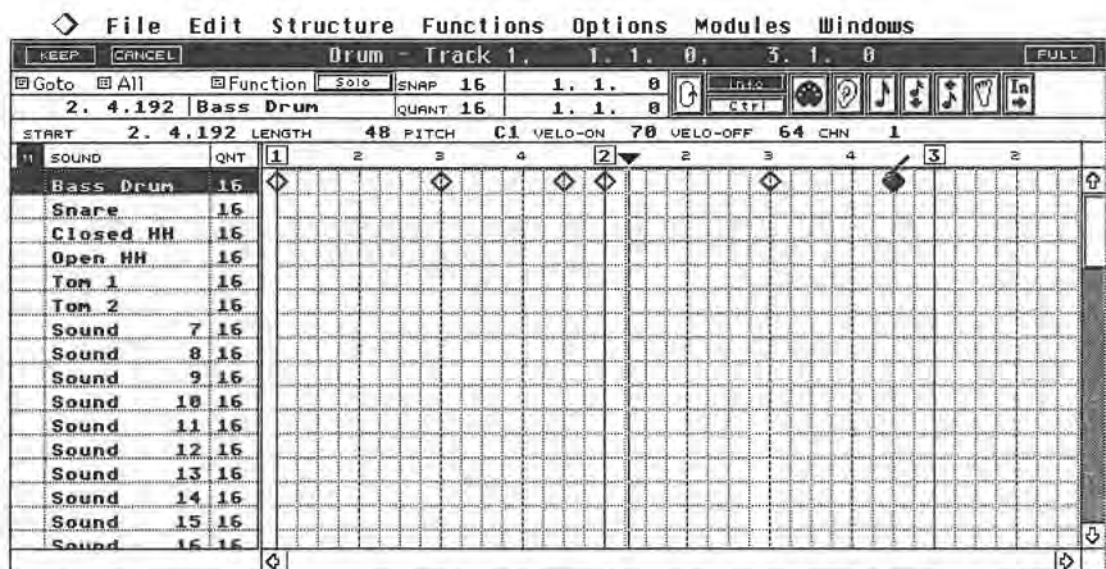 File Edit Structure Functions Options Modules Windows
KEEP CANCEL Drum - Track 1, 1. 1. 0, 3. 1. 0 FULL
Goto All Function Solo SNAP 16 1. 1. 0 Info In
2. 4.192 Bass Drum QUANT 16 1. 1. 0 Ctrl
START 2. 4.192 LENGTH 48 PITCH C1 VELO-ON 70 VELO-OFF 64 CHN 1
M SOUND QNT 1 2 3 4 2 2 3 4 3 2
Bass Drum 16
Snare 16
Closed HH 16
Open HH 16
Tom 1 16
Tom 2 16
Sound 7 16
Sound 8 16
Sound 9 16
Sound 10 16
Sound 11 16
Sound 12 16
Sound 13 16
Sound 14 16
Sound 15 16
Sound 16 16